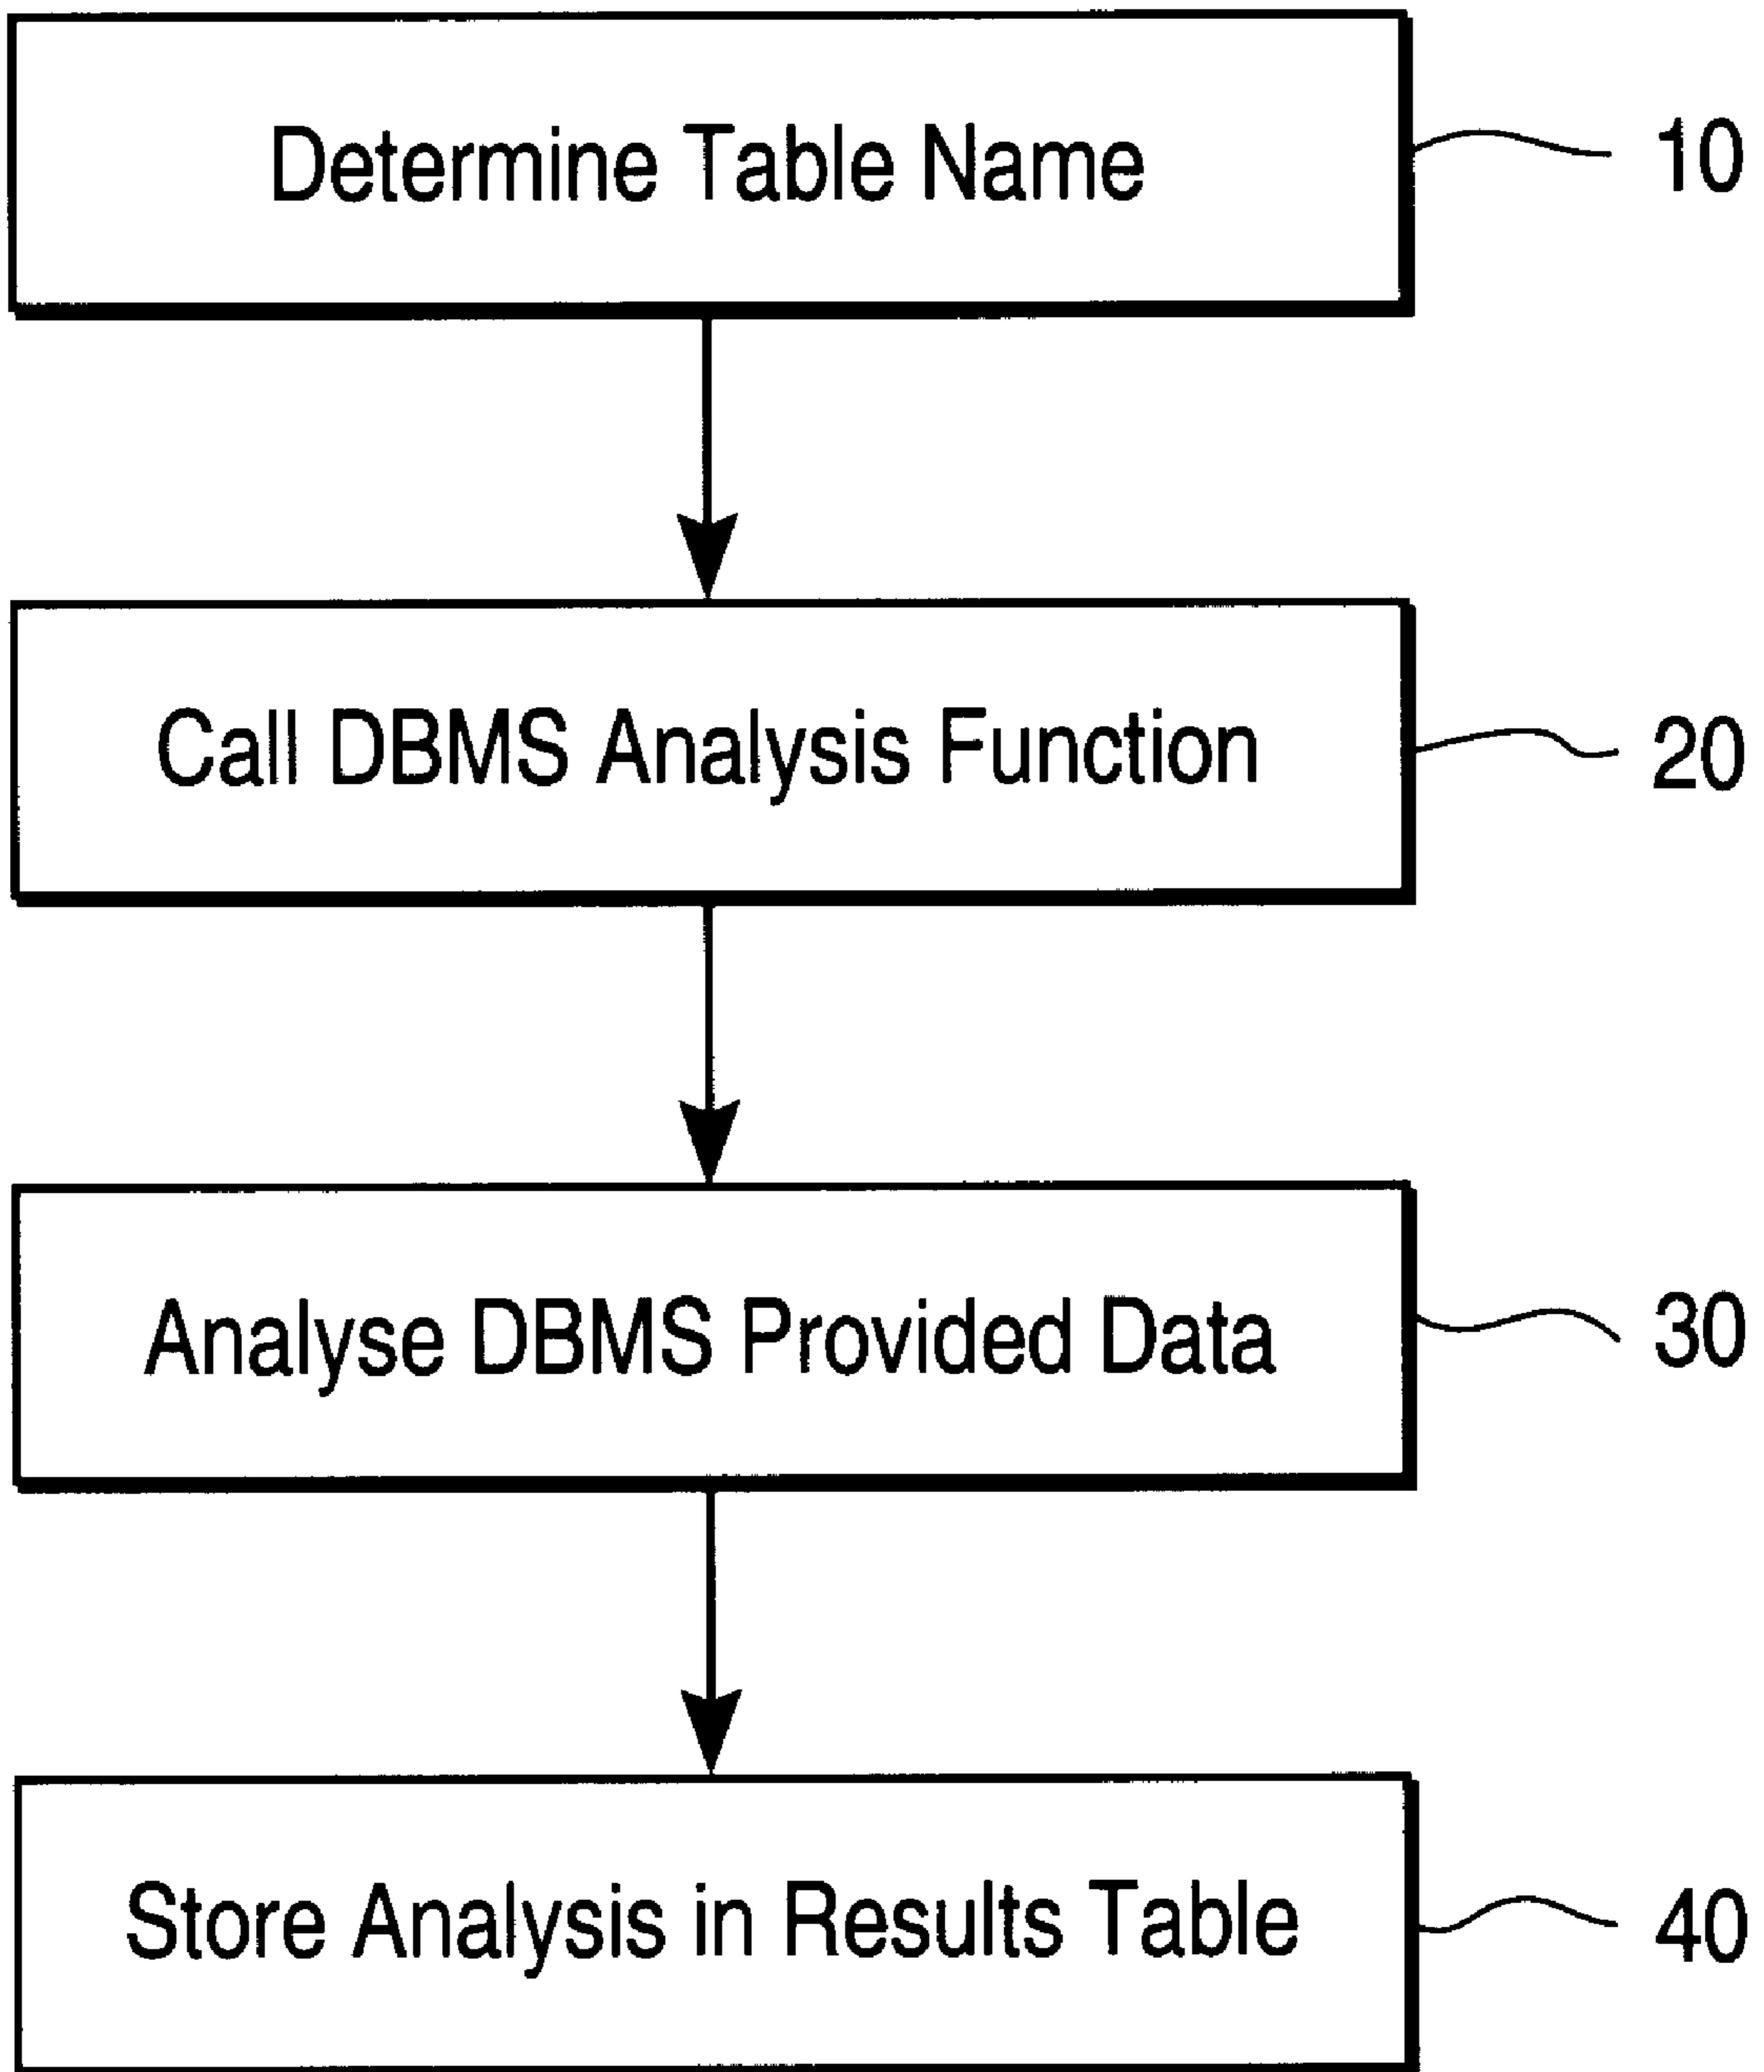 Determine Table Name 10
Call DBMS Analysis Function 20
Analyse DBMS Provided Data 30
Store Analysis in Results Table 40